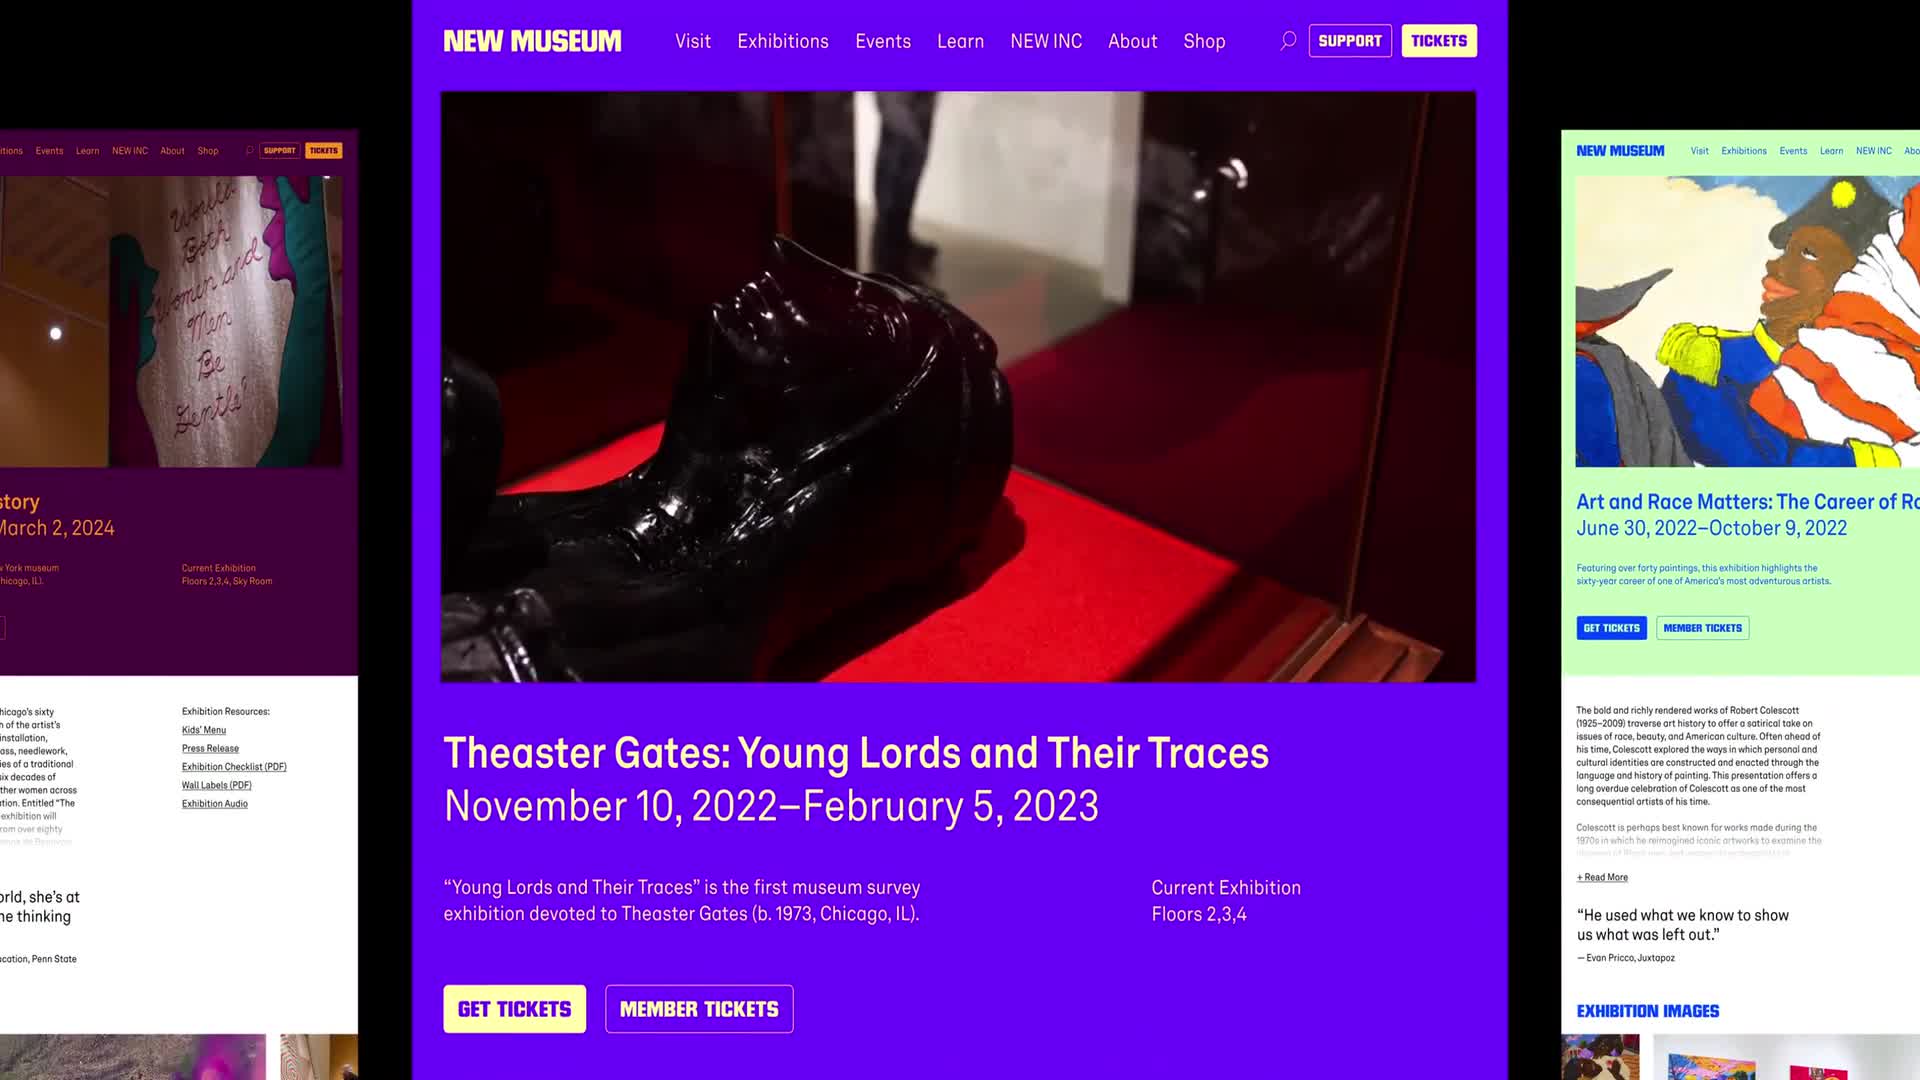 itions Events Learn NEW INC About Shop SUPPORT TICKETS
Would
Both
Women and
Men
Be
Gentle"
story
March 2, 2024
York museum
Chicago, IL).
Current Exhibition
Floors 2,3,4, Sky Room
hicago's sixty
h of the artist's
installation,
ass, needlework,
ies of a traditional
six decades of
ther women across
ation. Entitled “The
exhibition will
rom over eighty
Exhibition Resources:
Kids' Menu
Press Release
Exhibition Checklist (PDF)
Wall Labels (PDF)
Exhibition Audio
orld, she's at
he thinking
ucation, Penn State
NEW MUSEUM Visit Exhibitions Events Learn NEW INC About Shop SUPPORT TICKETS
Theaster Gates: Young Lords and Their Traces
November 10, 2022–February 5, 2023
“Young Lords and Their Traces” is the first museum survey
exhibition devoted to Theaster Gates (b. 1973, Chicago, IL).
Current Exhibition
Floors 2,3,4
GET TICKETS MEMBER TICKETS
NEW MUSEUM Visit Exhibitions Events Learn NEW INC Abo
Art and Race Matters: The Career of Ro
June 30, 2022–October 9, 2022
Featuring over forty paintings, this exhibition highlights the
sixty-year career of one of America's most adventurous artists.
GET TICKETS MEMBER TICKETS
The bold and richly rendered works of Robert Colescott
(1925–2009) traverse art history to offer a satirical take on
issues of race, beauty, and American culture. Often ahead of
his time, Colescott explored the ways in which personal and
cultural identities are constructed and enacted through the
language and history of painting. This presentation offers a
long overdue celebration of Colescott as one of the most
consequential artists of his time.
Colescott is perhaps best known for works made during the
1970s in which he reimagined iconic artworks to examine the
+ Read More
“He used what we know to show
us what was left out.”
— Evan Pricco, Juxtapoz
EXHIBITION IMAGES